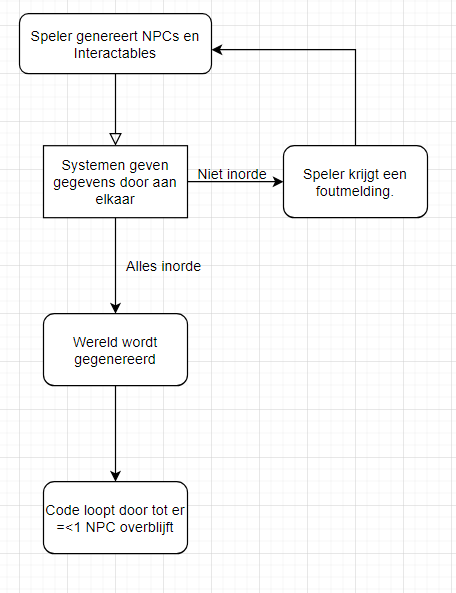 Speler genereert NPCs en
Interactables
Systemen geven
gegevens door aan
elkaar
Niet inorde
Speler krijgt een
foutmelding.
Alles inorde
Wereld wordt
gegenereerd
Code loopt door tot er
=<1 NPC overblijft